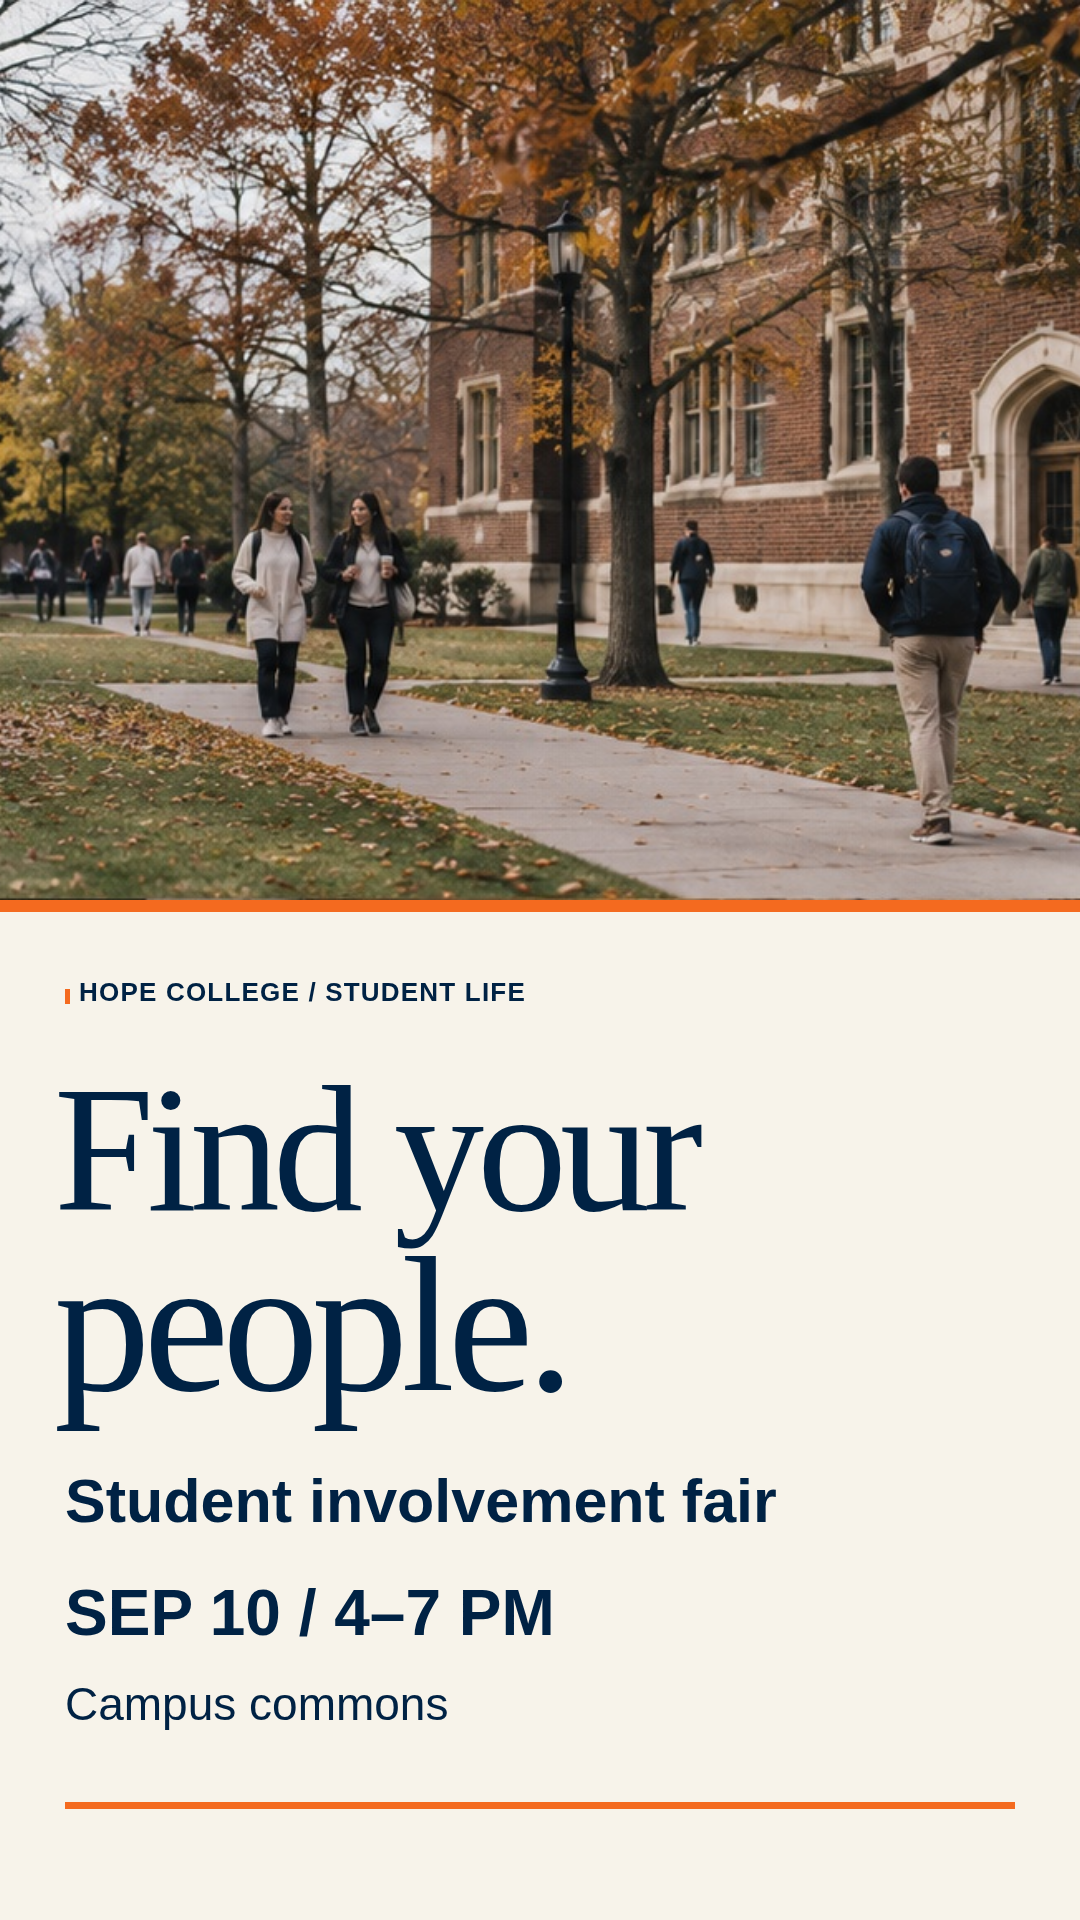 HOPE COLLEGE / STUDENT LIFE
Find your
people.
Student involvement fair
SEP 10 / 4–7 PM
Campus commons